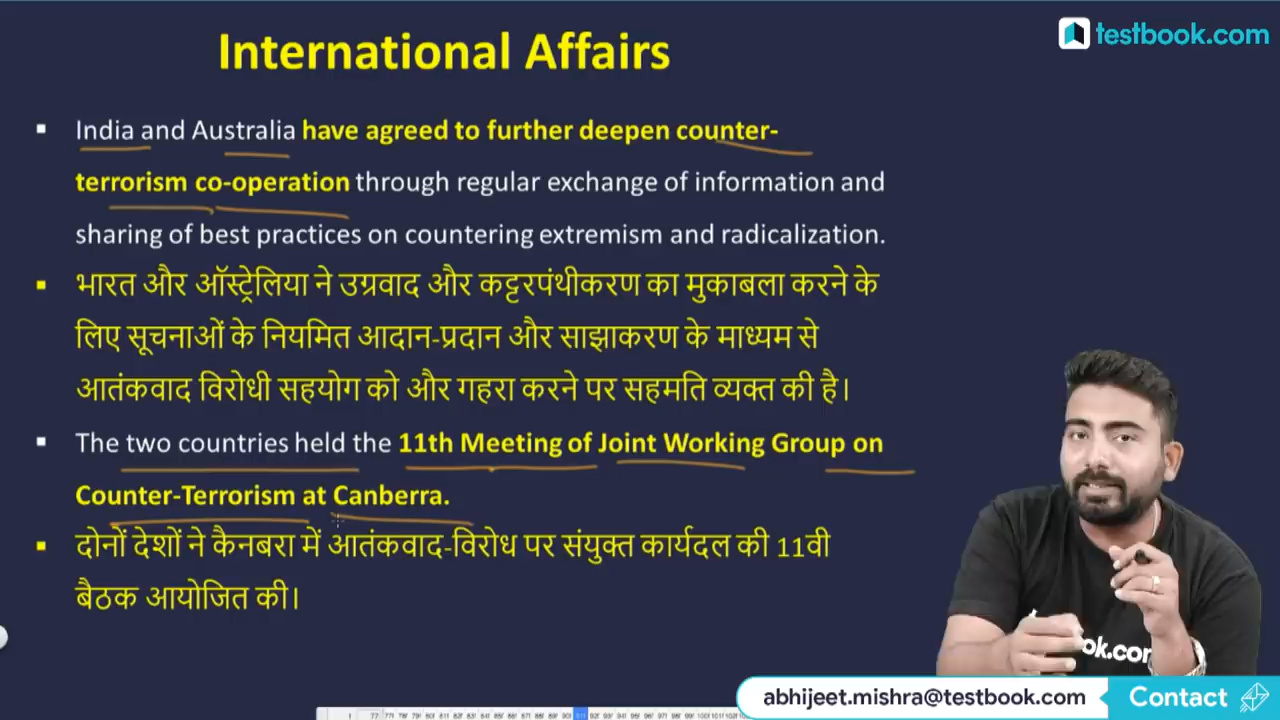 International Affairs
testbook.com
India and Australia have agreed to further deepen counter-
terrorism co-operation through regular exchange of information and
sharing of best practices on countering extremism and radicalization.
भारत और ऑस्ट्रेलिया ने उग्रवाद और कट्टरपंथीकरण का मुकाबला करने के
लिए सूचनाओं के नियमित आदान-प्रदान और साझाकरण के माध्यम से
आतंकवाद विरोधी सहयोग को और गहरा करने पर सहमति व्यक्त की है।
The two countries held the 11th Meeting of Joint Working Group on
Counter-Terrorism at Canberra.
दोनों देशों ने कैनबरा में आतंकवाद-विरोध पर संयुक्त कार्यदल की 11वी
बैठक आयोजित की।
ook.com
abhijeet.mishra@testbook.com Contact